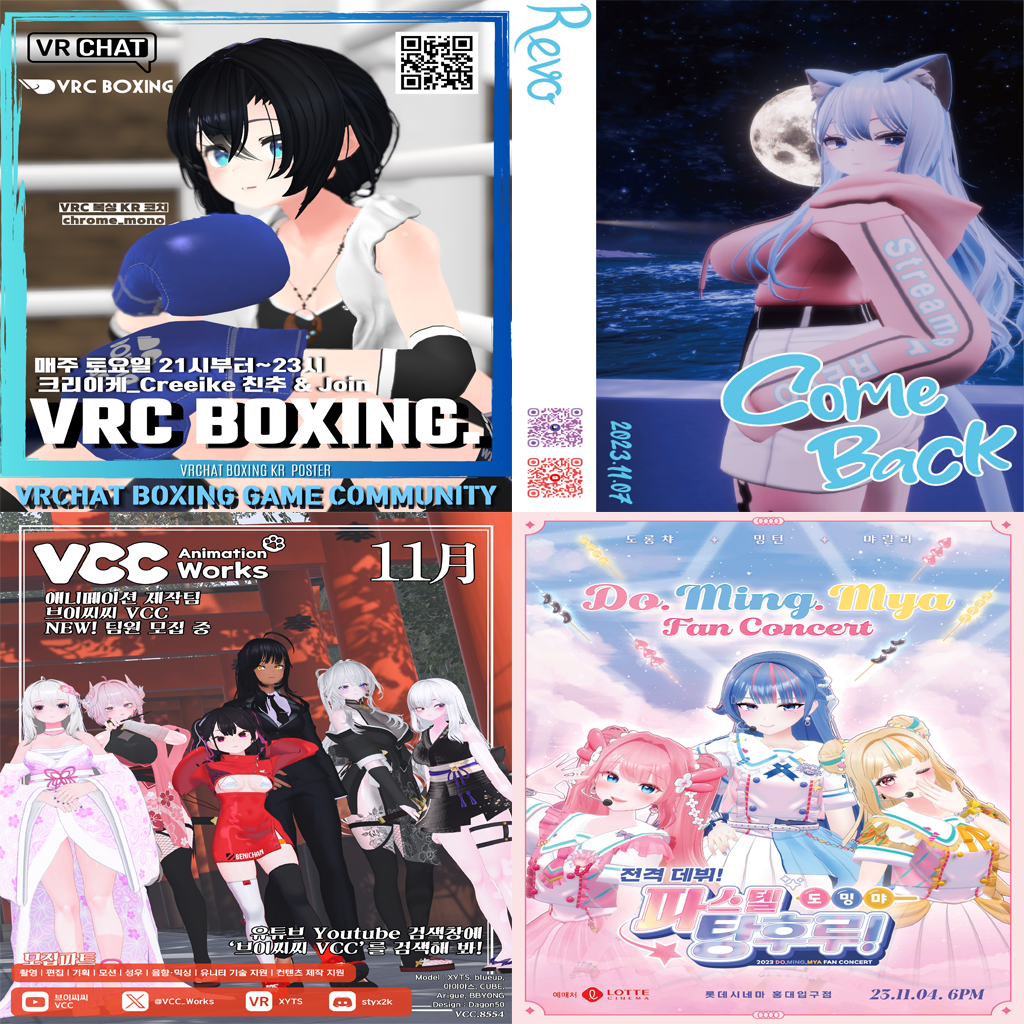 VR CHAT
VRC BOXING
VRC 복싱 KR 코치
chrome_mono
매주 토요일 21시부터~23시
크리이케_Creeike 친추 & Join
VRC BOXING.
VRCHAT BOXING KR POSTER
VRCHAT BOXING GAME COMMUNITY
Revo
2023.11.07
Stream
Come
Back
VCC Animation Works
11月
애니메이션 제작팀
브이씨씨 VCC
NEW! 팀원 모집 중
BENICHAN
유튜브 Youtube 검색창에
'브이씨씨 VCC'를 검색해 봐!
모집파트
촬영 | 편집 | 기획 | 모션 | 성우 | 음향·믹싱 | 유니티 기술 지원 | 컨텐츠 제작 지원
브이씨씨 VCC
@VCC_Works
VR XYTS
styx2k
Model : XYTS, blueup,
아이아스, CUBE,
Ar-gue, BBYONG
Design : Dagon50
VCC.8554
도롱챠 + 밍턴 + 먀릴리
Do.Ming.Mya
Fan Concert
전격 데뷔!
파스텔 도밍먀
탕후루!
2023 DO.MING.MYA FAN CONCERT
예매처 LOTTE CINEMA
롯데시네마 홍대입구점
23.11.04. 6PM